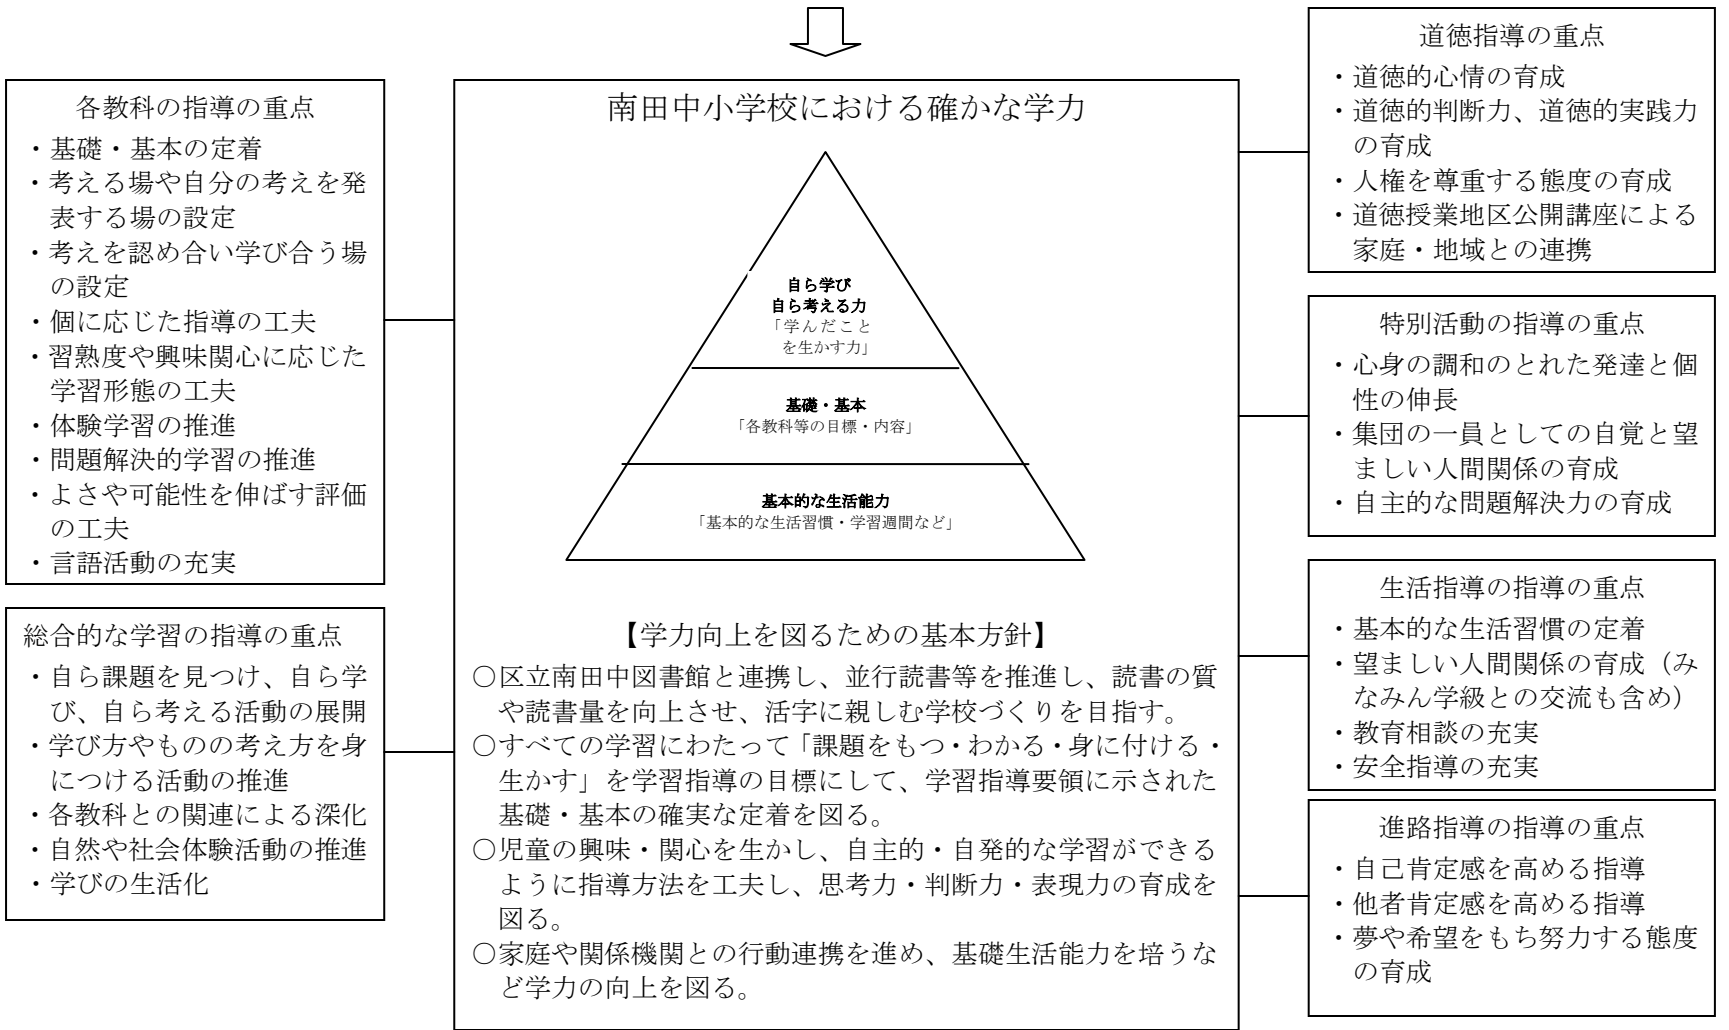 各教科の指導の重点
・基礎・基本の定着
・考える場や自分の考えを発
表する場の設定
・考えを認め合い学び合う場
の設定
・個に応じた指導の工夫
・習熟度や興味関心に応じた
学習形態の工夫
・体験学習の推進
・問題解決的学習の推進
・よさや可能性を伸ばす評価
の工夫
・言語活動の充実
総合的な学習の指導の重点
・自ら課題を見つけ、自ら学
び、自ら考える活動の展開
・学び方やものの考え方を身
につける活動の推進
・各教科との関連による深化
・自然や社会体験活動の推進
・学びの生活化
南田中小学校における確かな学力
自ら学び
自ら考える力
「学んだこと
を生かす力」
基礎・基本
「各教科等の目標・内容」
基本的な生活能力
「基本的な生活習慣・学習週間など」
【学力向上を図るための基本方針】
○区立南田中図書館と連携し、並行読書等を推進し、読書の質
や読書量を向上させ、活字に親しむ学校づくりを目指す。
○すべての学習にわたって「課題をもつ・わかる・身に付ける・
生かす」を学習指導の目標にして、学習指導要領に示された
基礎・基本の確実な定着を図る。
○児童の興味・関心を生かし、自主的・自発的な学習ができる
ように指導方法を工夫し、思考力・判断力・表現力の育成を
図る。
○家庭や関係機関との行動連携を進め、基礎生活能力を培うな
ど学力の向上を図る。
道徳指導の重点
・道徳的心情の育成
・道徳的判断力、道徳的実践力
の育成
・人権を尊重する態度の育成
・道徳授業地区公開講座による
家庭・地域との連携
特別活動の指導の重点
・心身の調和のとれた発達と個
性の伸長
・集団の一員としての自覚と望
ましい人間関係の育成
・自主的な問題解決力の育成
生活指導の指導の重点
・基本的な生活習慣の定着
・望ましい人間関係の育成（み
なみん学級との交流も含め）
・教育相談の充実
・安全指導の充実
進路指導の指導の重点
・自己肯定感を高める指導
・他者肯定感を高める指導
・夢や希望をもち努力する態度
の育成